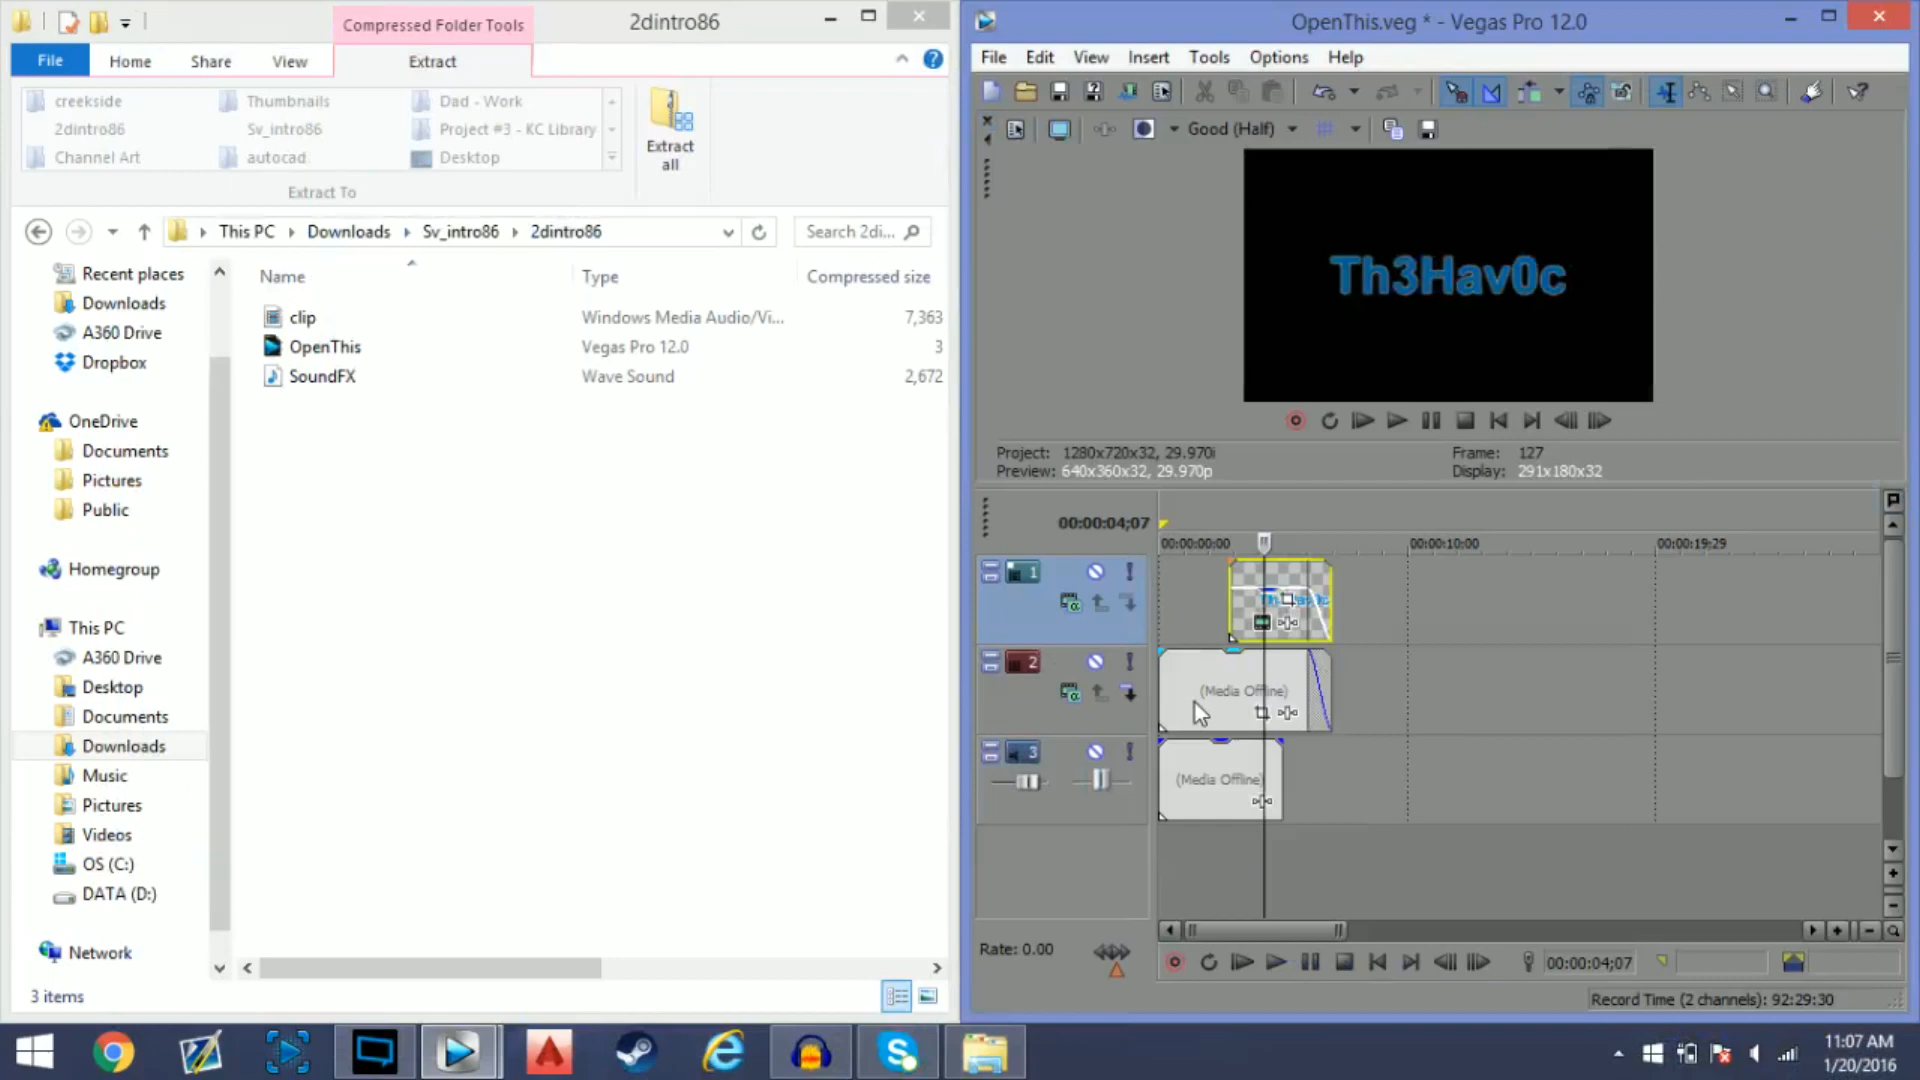 Compressed Folder Tools
2dintro86
File
Home
Share
View
Extract
creekside
Thumbnails
Dad - Work
2dintro86
Sv_intro86
Project #3 - KC Library
Channel Art
autocad
Desktop
Extract all
Extract To
This PC
Downloads
Sv_intro86
2dintro86
Search 2di...
Name
Type
Compressed size
clip
Windows Media Audio/Vi...
7,363
OpenThis
Vegas Pro 12.0
3
SoundFX
Wave Sound
2,672
Recent places
Downloads
A360 Drive
Dropbox
OneDrive
Documents
Pictures
Public
Homegroup
This PC
A360 Drive
Desktop
Documents
Downloads
Music
Pictures
Videos
OS (C:)
DATA (D:)
Network
3 items
OpenThis.veg * - Vegas Pro 12.0
File
Edit
View
Insert
Tools
Options
Help
Good (Half)
Th3Hav0c
Project: 1280x720x32, 29.970i
Frame: 127
Preview: 640x360x32, 29.970p
Display: 291x180x32
00:00:04;07
00:00:00:00
00:00:10:00
00:00:19:29
1
2
(Media Offline)
3
(Media Offline)
Rate: 0.00
00:00:04;07
Record Time (2 channels): 92:29:30
11:07 AM
1/20/2016